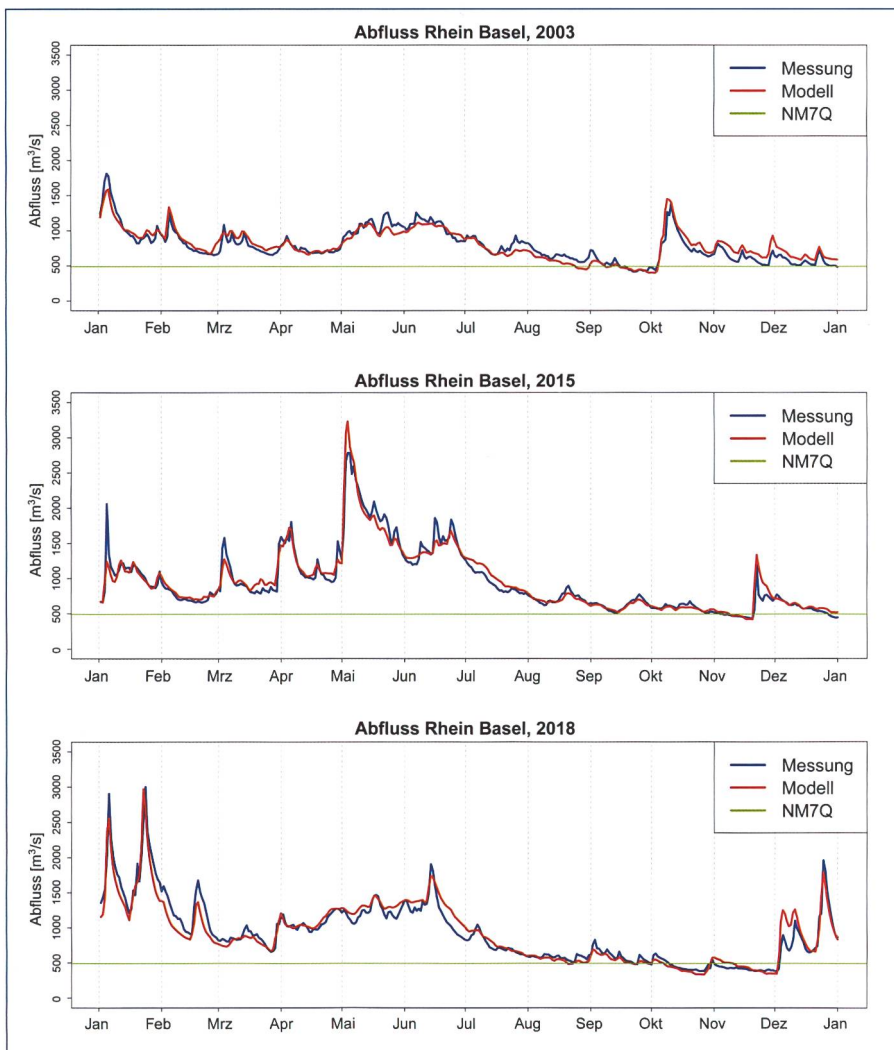 Abfluss Rhein Basel, 2003
Abfluss [m³/s]
3500
3000
2500
2000
1500
1000
500
0
Messung
Modell
NM7Q
Jan Feb Mrz Apr Mai Jun Jul Aug Sep Okt Nov Dez Jan
Abfluss Rhein Basel, 2015
Abfluss [m³/s]
3500
3000
2500
2000
1500
1000
500
0
Messung
Modell
NM7Q
Jan Feb Mrz Apr Mai Jun Jul Aug Sep Okt Nov Dez Jan
Abfluss Rhein Basel, 2018
Abfluss [m³/s]
3500
3000
2500
2000
1500
1000
500
0
Messung
Modell
NM7Q
Jan Feb Mrz Apr Mai Jun Jul Aug Sep Okt Nov Dez Jan